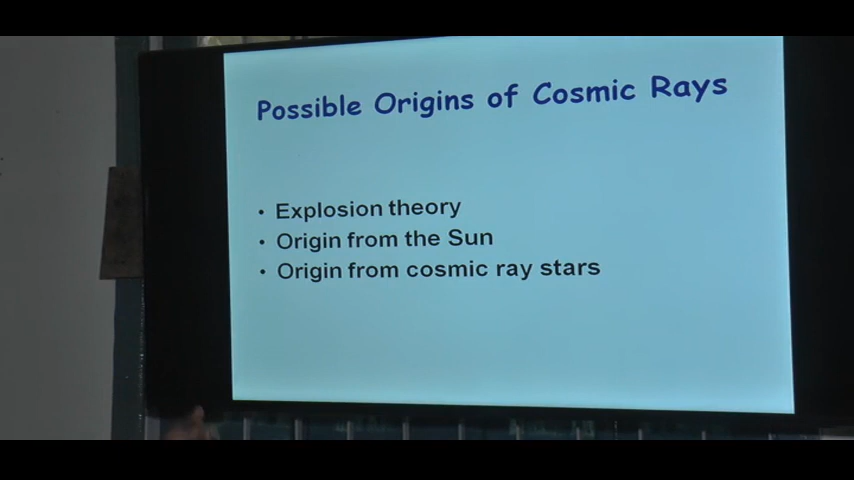 Possible Origins of Cosmic Rays
• Explosion theory
• Origin from the Sun
• Origin from cosmic ray stars